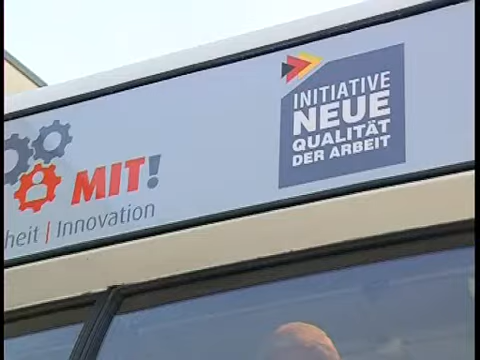 MIT!
heit | Innovation
INITIATIVE
NEUE
QUALITÄT
DER ARBEIT